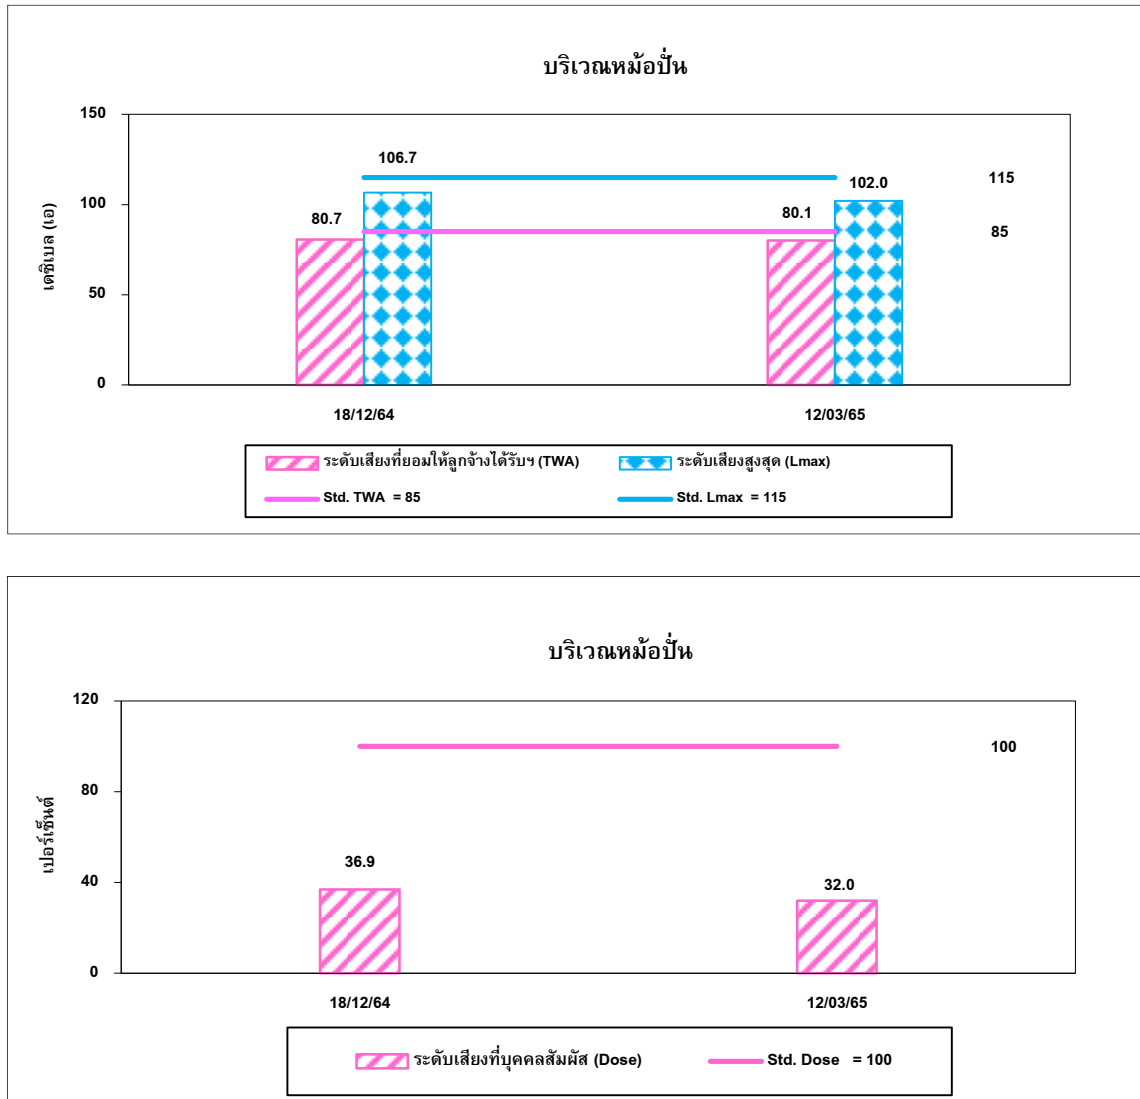 บริเวณหม้อปั่น
150
100
50
0
เดซิเบล (เอ)
80.7
106.7
80.1
102.0
115
85
18/12/64
12/03/65
ระดับเสียงที่ยอมให้ลูกจ้างได้รับฯ (TWA)
ระดับเสียงสูงสุด (Lmax)
Std. TWA = 85
Std. Lmax = 115
บริเวณหม้อปั่น
120
80
40
0
เปอร์เซ็นต์
36.9
32.0
100
18/12/64
12/03/65
ระดับเสียงที่บุคคลสัมผัส (Dose)
Std. Dose = 100